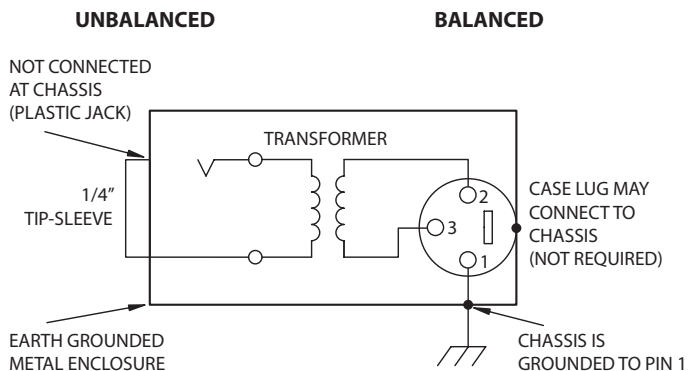 UNBALANCED
BALANCED
NOT CONNECTED
AT CHASSIS
(PLASTIC JACK)
TRANSFORMER
1/4”
TIP-SLEEVE
2
3
1
CASE LUG MAY
CONNECT TO
CHASSIS
(NOT REQUIRED)
EARTH GROUNDED
METAL ENCLOSURE
CHASSIS IS
GROUNDED TO PIN 1